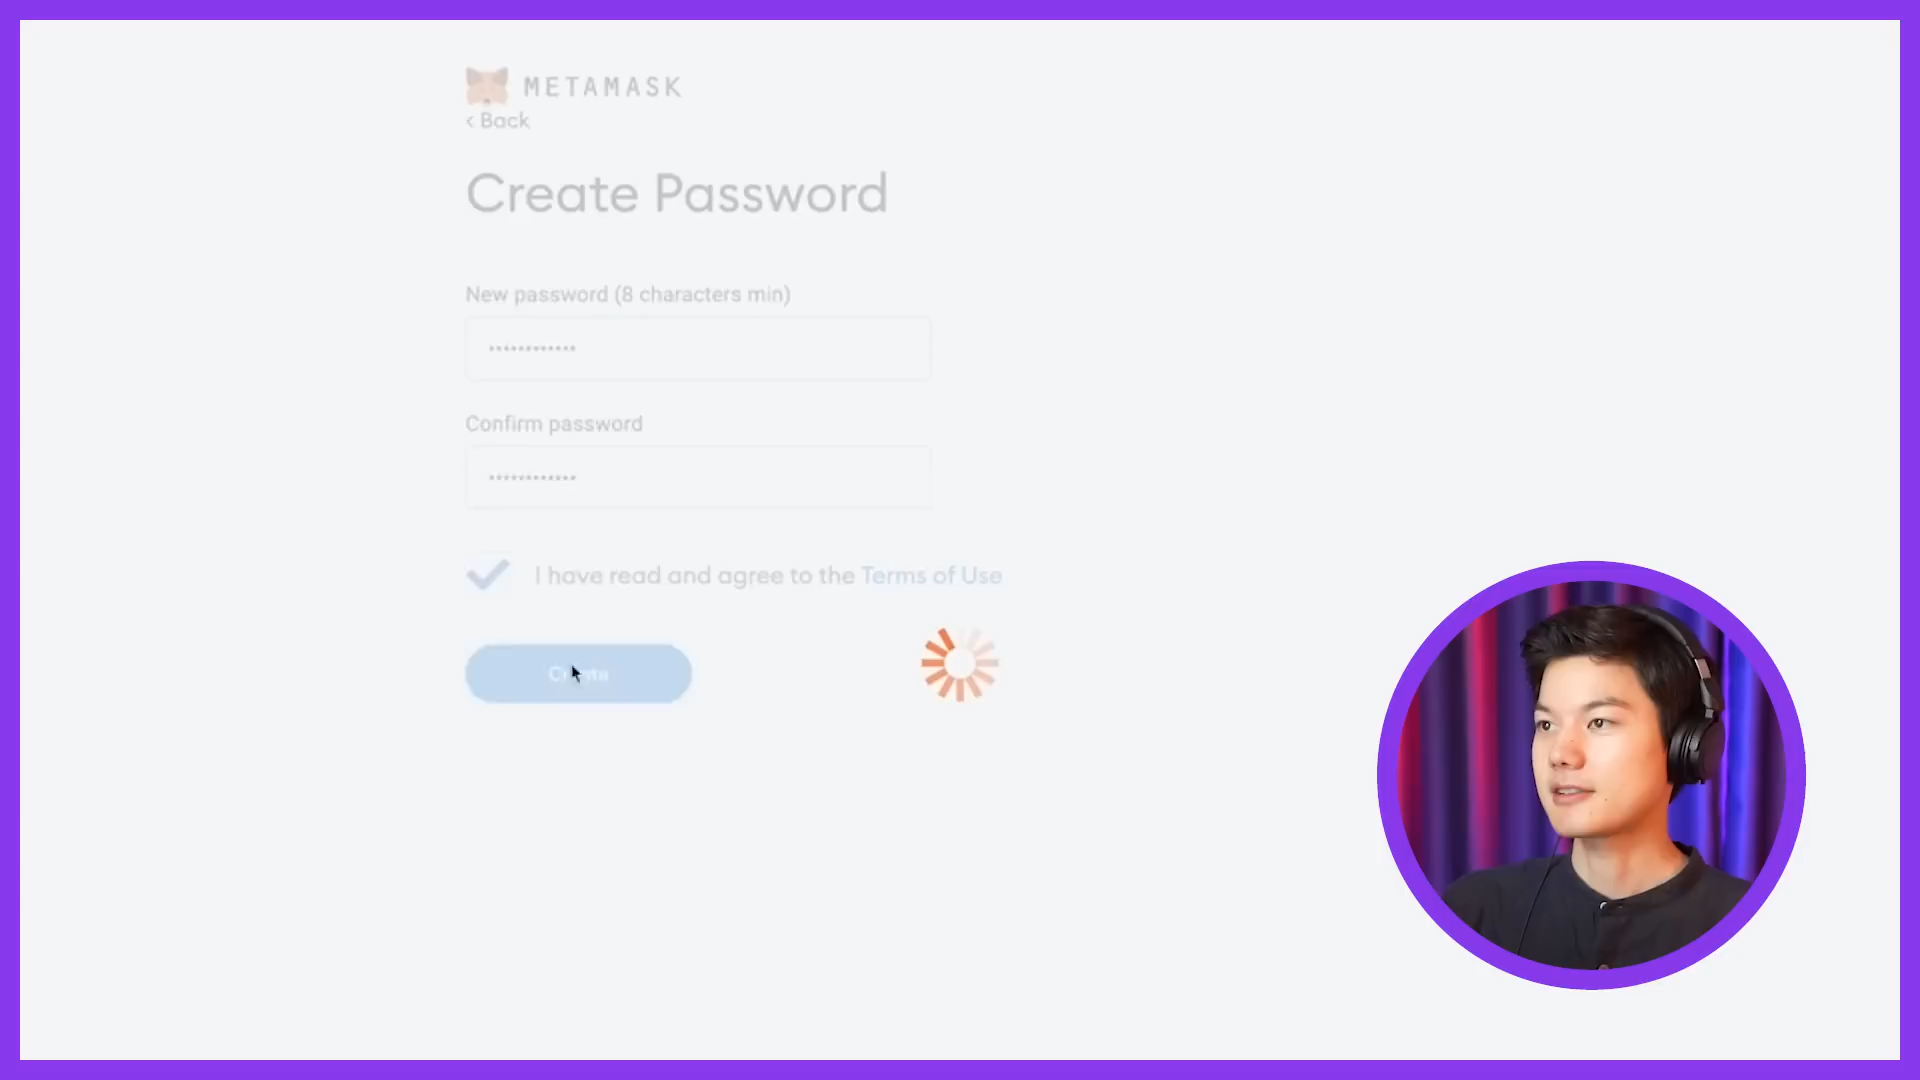 METAMASK
< Back
Create Password
New password (8 characters min)
••••••••••••
Confirm password
••••••••••••
I have read and agree to the Terms of Use
Create